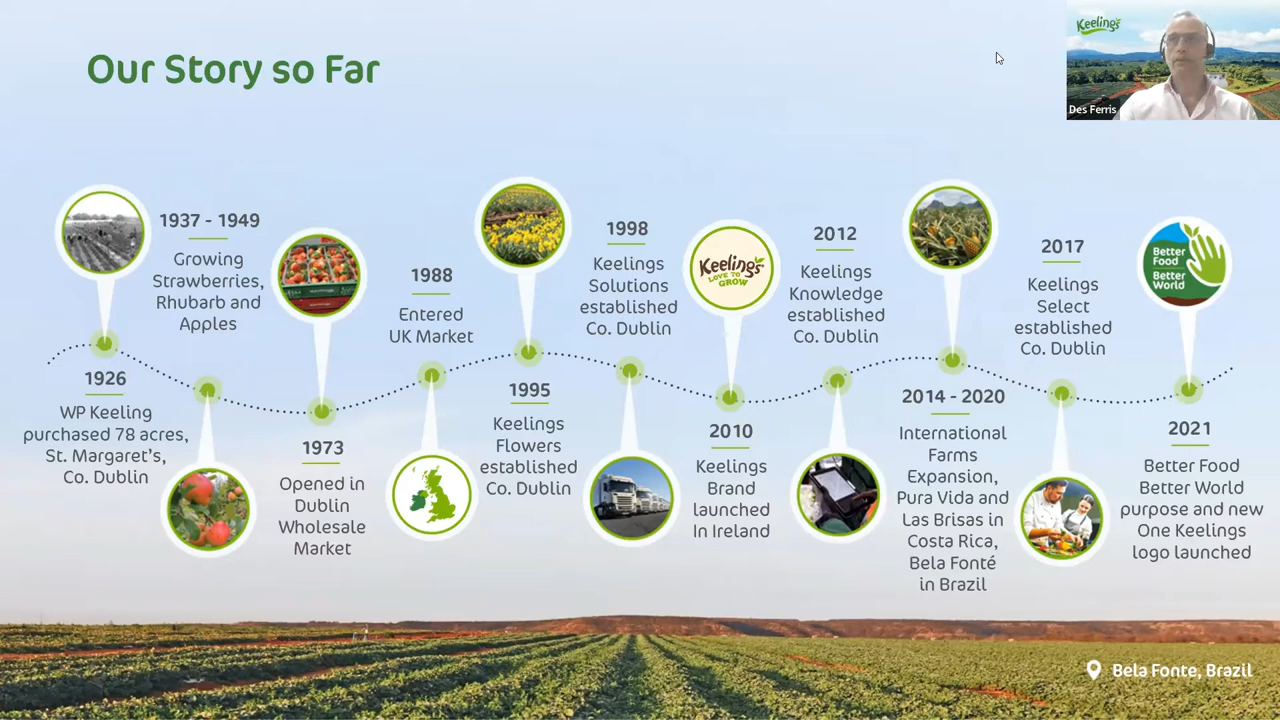 Our Story so Far
Keelings
Des Ferris
1926
WP Keeling
purchased 78 acres,
St. Margaret's,
Co. Dublin
1937 - 1949
Growing
Strawberries,
Rhubarb and
Apples
1973
Opened in
Dublin
Wholesale
Market
1988
Entered
UK Market
1995
Keelings
Flowers
established
Co. Dublin
1998
Keelings
Solutions
established
Co. Dublin
Keelings
LOVE TO
GROW
2010
Keelings
Brand
launched
In Ireland
2012
Keelings
Knowledge
established
Co. Dublin
2014 - 2020
International
Farms
Expansion,
Pura Vida and
Las Brisas in
Costa Rica,
Bela Fonté
in Brazil
2017
Keelings
Select
established
Co. Dublin
Better
Food
Better
World
2021
Better Food
Better World
purpose and new
One Keelings
logo launched
Bela Fonte, Brazil